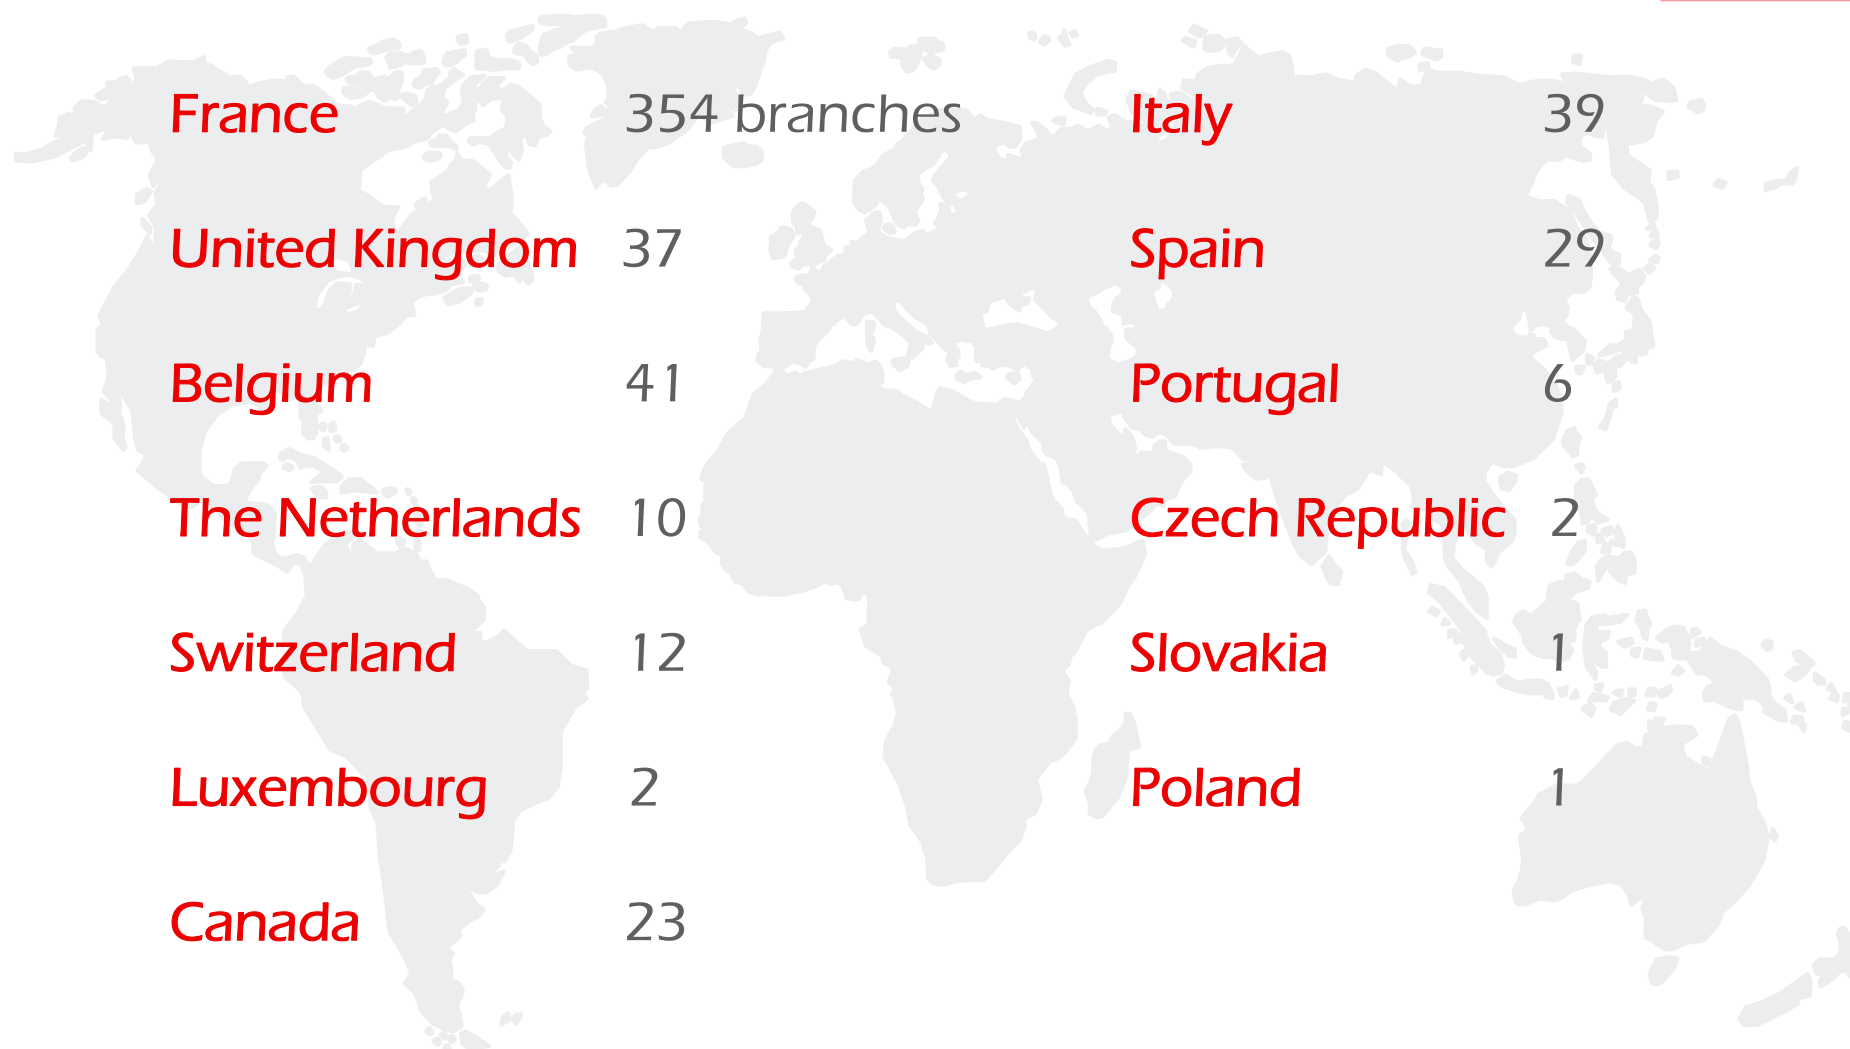 France 354 branches
United Kingdom 37
Belgium 41
The Netherlands 10
Switzerland 12
Luxembourg 2
Canada 23
Italy 39
Spain 29
Portugal 6
Czech Republic 2
Slovakia 1
Poland 1